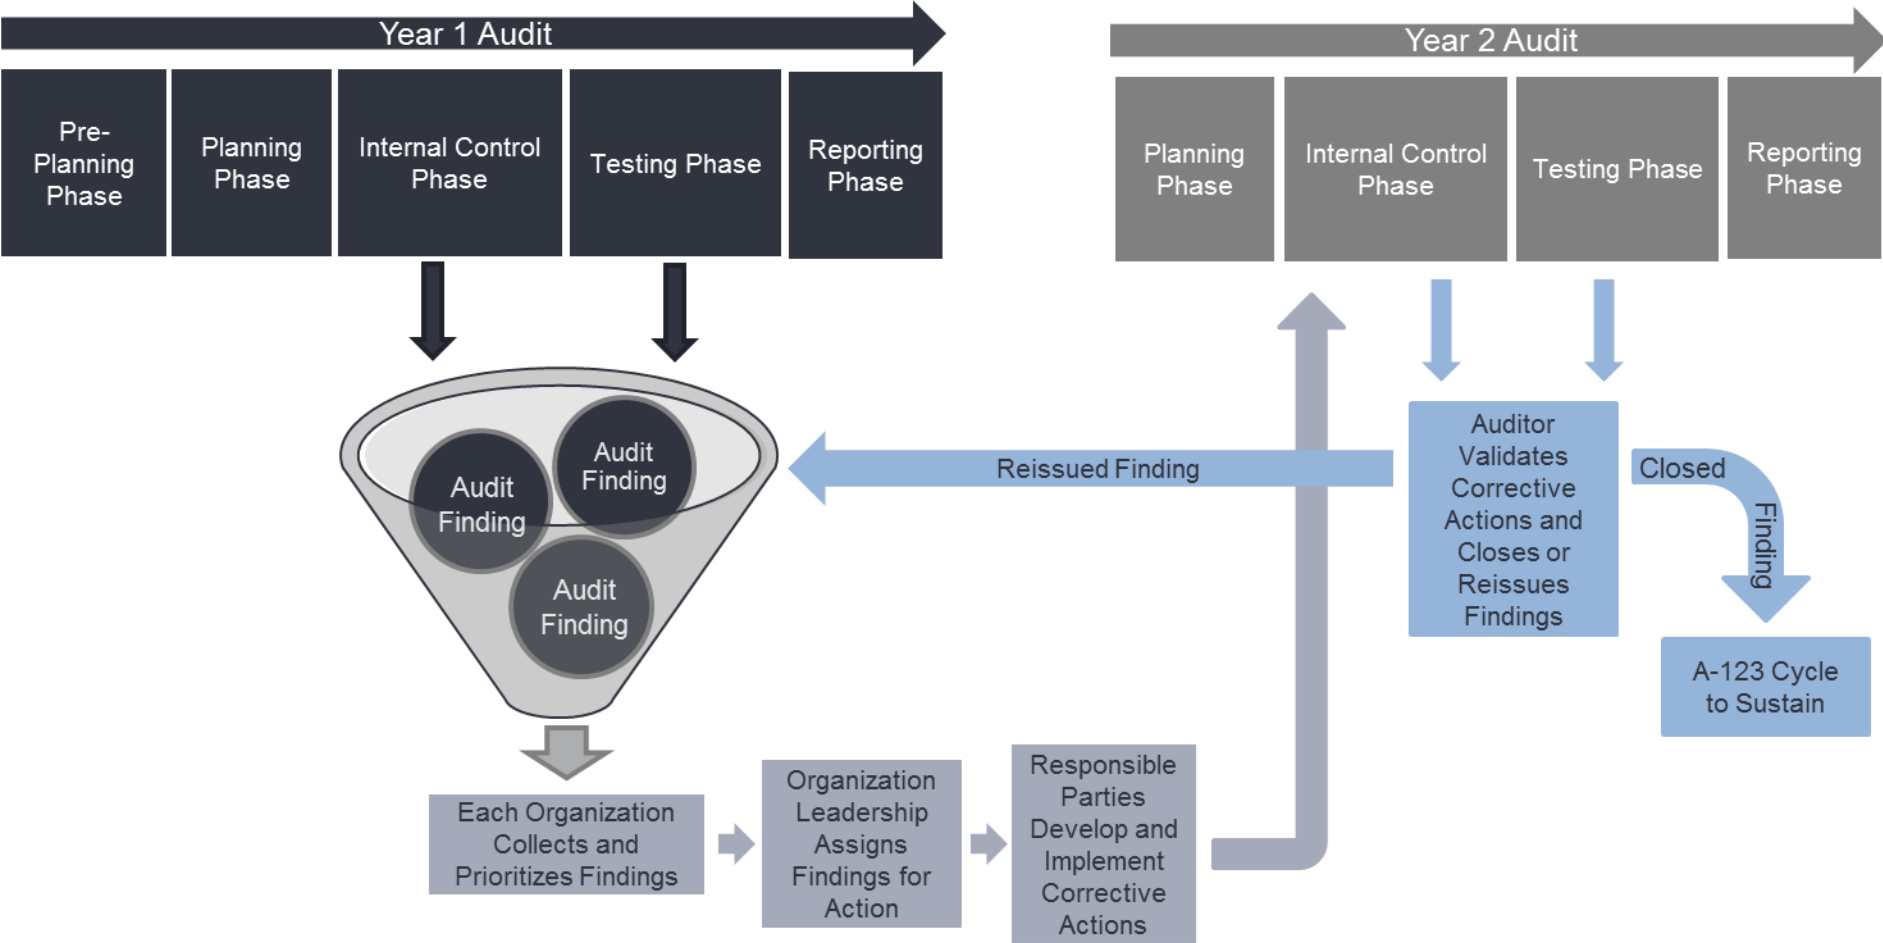 Year 1 Audit
Pre-
Planning
Phase
Planning
Phase
Internal Control
Phase
Testing Phase
Reporting
Phase
Year 2 Audit
Planning
Phase
Internal Control
Phase
Testing Phase
Reporting
Phase
Audit
Finding
Audit
Finding
Audit
Finding
Reissued Finding
Auditor
Validates
Corrective
Actions and
Closes or
Reissues
Findings
Closed
Finding
A-123 Cycle
to Sustain
Each Organization
Collects and
Prioritizes Findings
Organization
Leadership
Assigns
Findings for
Action
Responsible
Parties
Develop and
Implement
Corrective
Actions